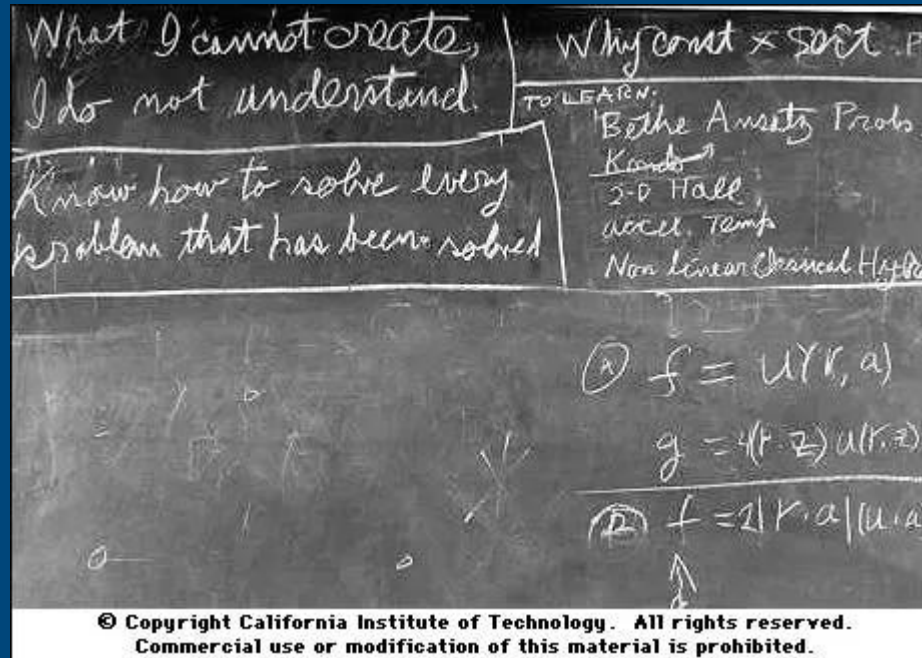 What I cannot create,
I do not understand.
Know how to solve every
problem that has been solved
Why const × sort . P
TO LEARN:
Bethe Ansatz Probs
Kondo
2-D Hall
accel. Temp
Non Linear Classical Hydro
A f = u(r, a)
g = 4(r·z) u(r, z)
B f = 2|r·a|(u·a
© Copyright California Institute of Technology. All rights reserved.
Commercial use or modification of this material is prohibited.